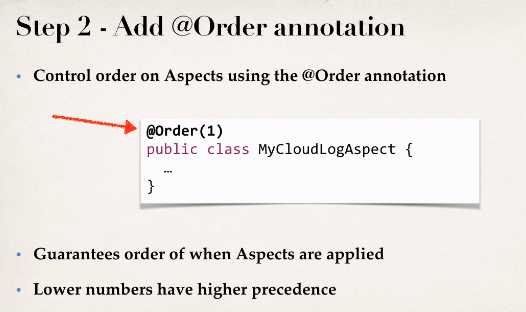 Step 2 - Add @Order annotation
• Control order on Aspects using the @Order annotation
@Order(1)
public class MyCloudLogAspect {
…
}
• Guarantees order of when Aspects are applied
• Lower numbers have higher precedence